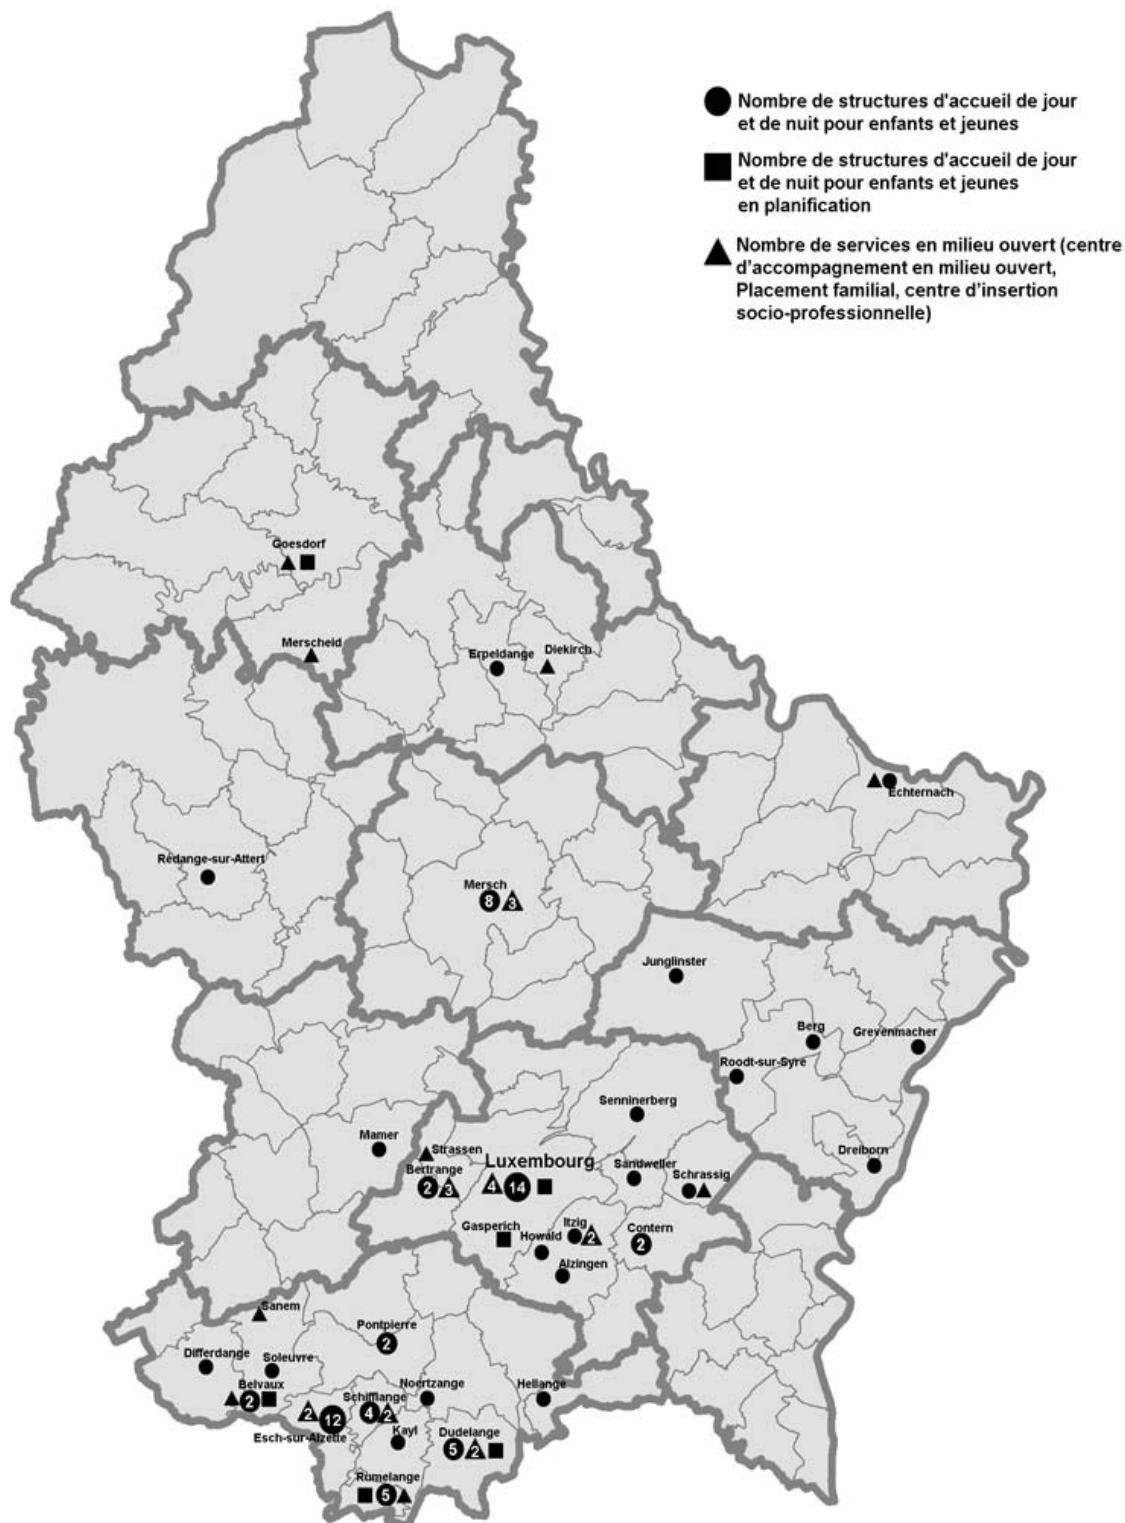 Nombre de structures d'accueil de jour
et de nuit pour enfants et jeunes
Nombre de structures d'accueil de jour
et de nuit pour enfants et jeunes
en planification
Nombre de services en milieu ouvert (centre
d'accompagnement en milieu ouvert,
Placement familial, centre d'insertion
socio-professionnelle)
Goesdorf
Merscheid
Erpeldange
Diekirch
Echternach
Redange-sur-Attert
Mersch
8 3
Junglinster
Berg
Grevenmacher
Roodt-sur-Syre
Senninerberg
Dreiborn
Mamer
Strassen
Bertrange
2 3
Luxembourg
4 14
Sandweiler
Schrassig
Gasperich
Howald
Itzig
2
Contern
2
Alzingen
Sanem
Pontpierre
2
Differdange
Soleuvre
Belvaux
2
Noertzange
Hellange
Schifflange
4 2
2 12
Esch-sur-Alzette
Kayl
Dudelange
5 2
Rumelange
5